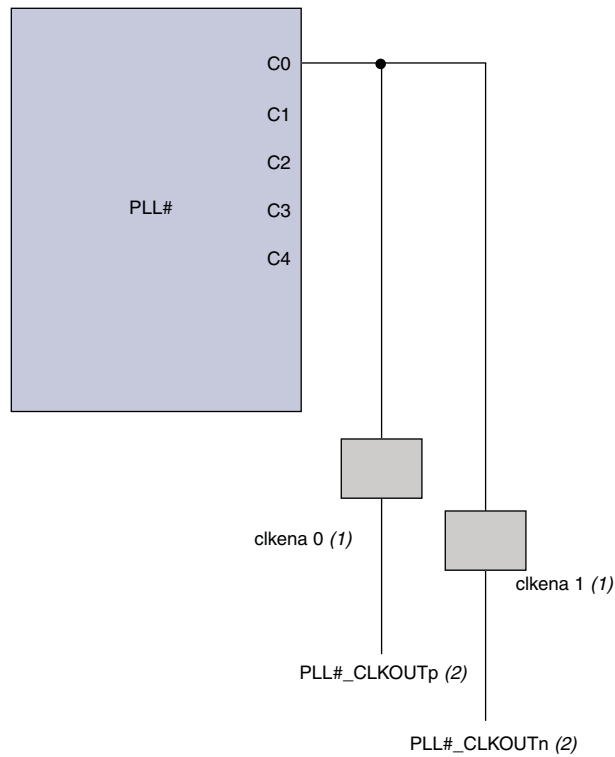 C0
C1
C2
PLL#
C3
C4
clkena 0 (1)
clkena 1 (1)
PLL#_CLKOUTp (2)
PLL#_CLKOUTn (2)